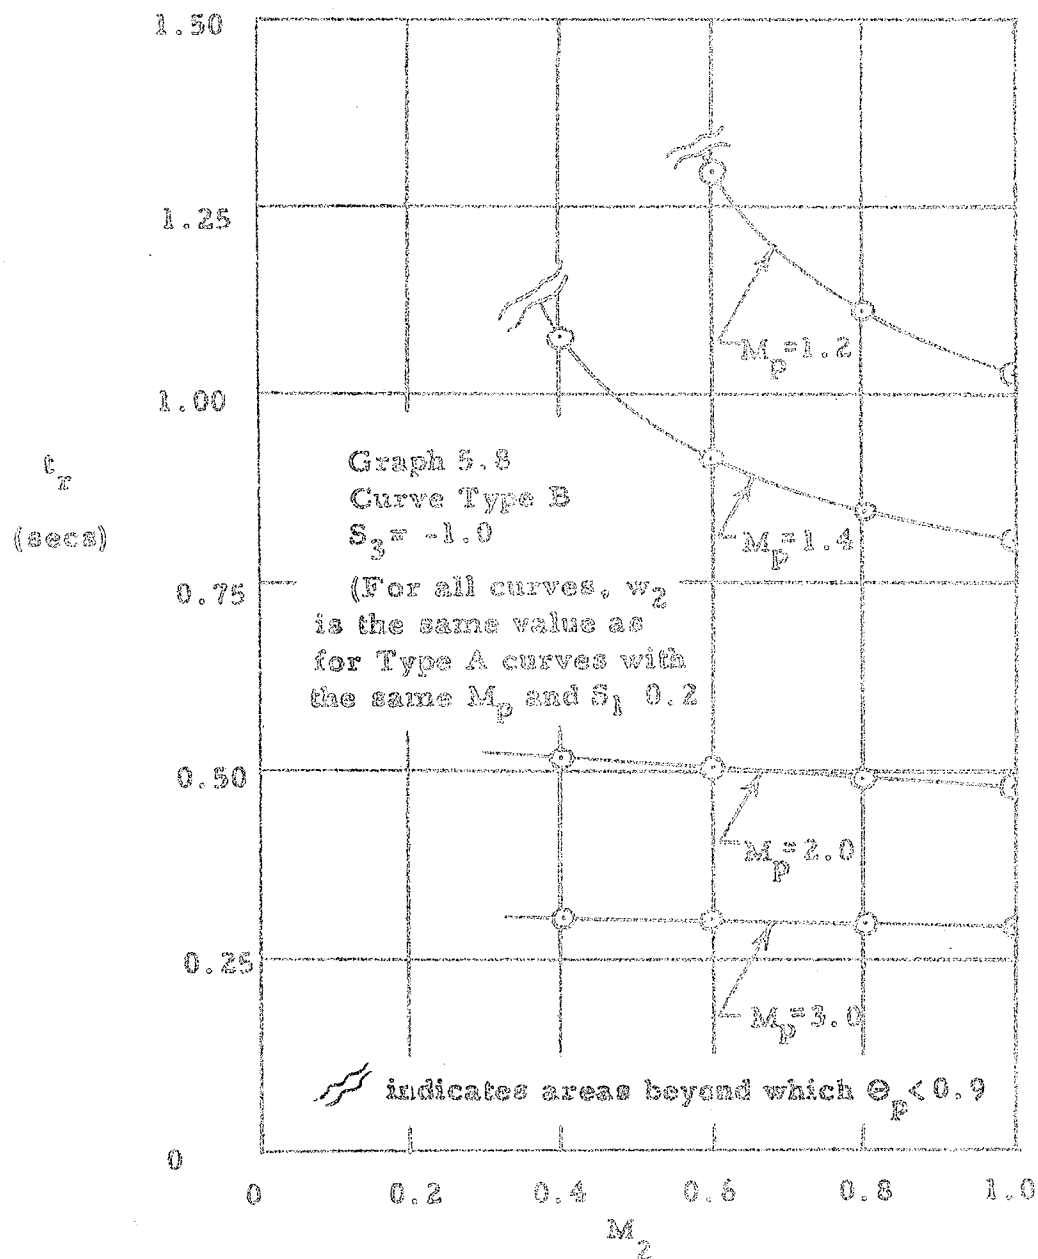 1.50
1.25
M_p=1.2
1.00
t_r
(secs)
Graph 5.8
Curve Type B
S_3= -1.0
M_p=1.4
0.75
(For all curves, w_2
is the same value as
for Type A curves with
the same M_p and S_1 0.2
0.50
M_p=2.0
0.25
M_p=3.0
indicates areas beyond which Θ_p<0.9
0
0 0.2 0.4 0.6 0.8 1.0
M_2